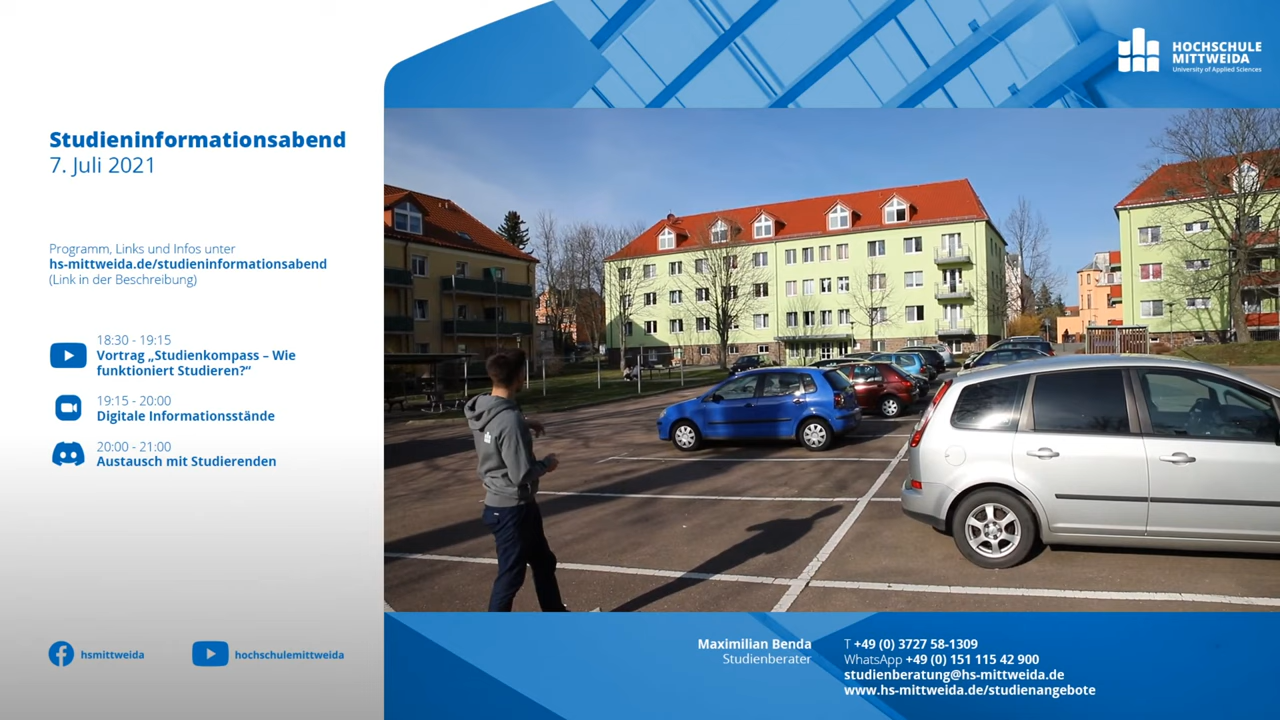 HOCHSCHULE
MITTWEIDA
University of Applied Sciences
Studieninformationsabend
7. Juli 2021
Programm, Links und Infos unter
hs-mittweida.de/studieninformationsabend
(Link in der Beschreibung)
18:30 - 19:15
Vortrag „Studienkompass – Wie
funktioniert Studieren?“
19:15 - 20:00
Digitale Informationsstände
20:00 - 21:00
Austausch mit Studierenden
hsmittweida
hochschulemittweida
Maximilian Benda
Studienberater
T +49 (0) 3727 58-1309
WhatsApp +49 (0) 151 115 42 900
studienberatung@hs-mittweida.de
www.hs-mittweida.de/studienangebote